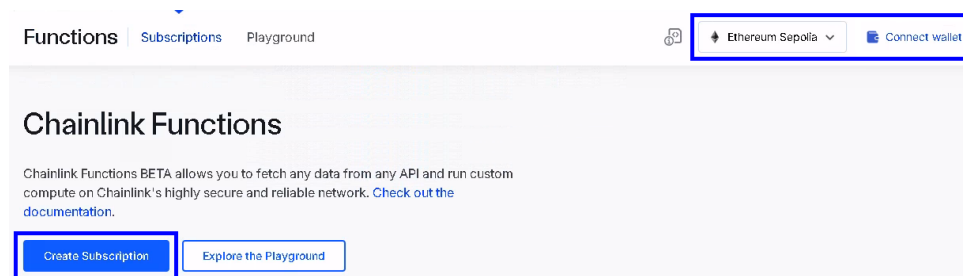 Functions Subscriptions Playground Ethereum Sepolia Connect wallet
Chainlink Functions
Chainlink Functions BETA allows you to fetch any data from any API and run custom
compute on Chainlink's highly secure and reliable network. Check out the
documentation.
Create Subscription Explore the Playground